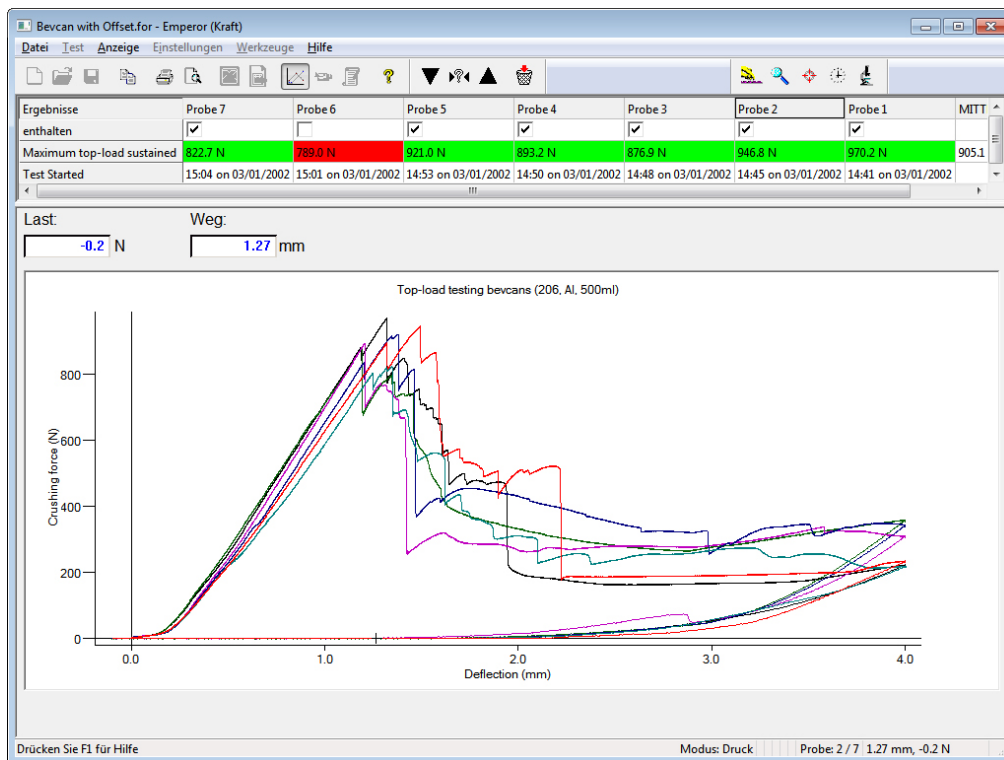 Bevcan with Offset.for - Emperor (Kraft)
Datei Test Anzeige Einstellungen Werkzeuge Hilfe
Ergebnisse Probe 7 Probe 6 Probe 5 Probe 4 Probe 3 Probe 2 Probe 1 MITT
enthalten
Maximum top-load sustained 822.7 N 789.0 N 921.0 N 893.2 N 876.9 N 946.8 N 970.2 N 905.1
Test Started 15:04 on 03/01/2002 15:01 on 03/01/2002 14:53 on 03/01/2002 14:50 on 03/01/2002 14:48 on 03/01/2002 14:45 on 03/01/2002 14:41 on 03/01/2002
Last: Weg:
-0.2 N 1.27 mm
Top-load testing bevcans (206, Al, 500ml)
800
600
400
200
0
Crushing force (N)
0.0 1.0 2.0 3.0 4.0
Deflection (mm)
Drücken Sie F1 für Hilfe Modus: Druck Probe: 2 / 7 1.27 mm, -0.2 N